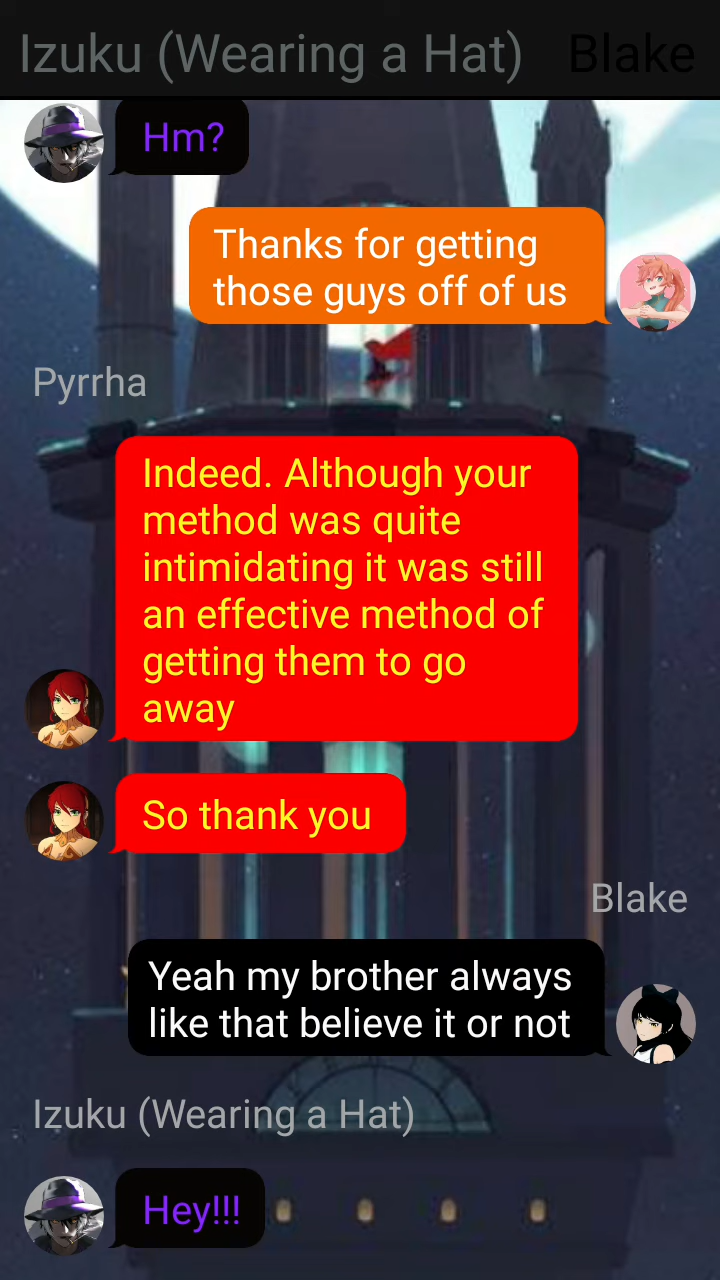 Izuku (Wearing a Hat) Blake
Hm?
Thanks for getting
those guys off of us
Pyrrha
Indeed. Although your
method was quite
intimidating it was still
an effective method of
getting them to go
away
So thank you
Blake
Yeah my brother always
like that believe it or not
Izuku (Wearing a Hat)
Hey!!!